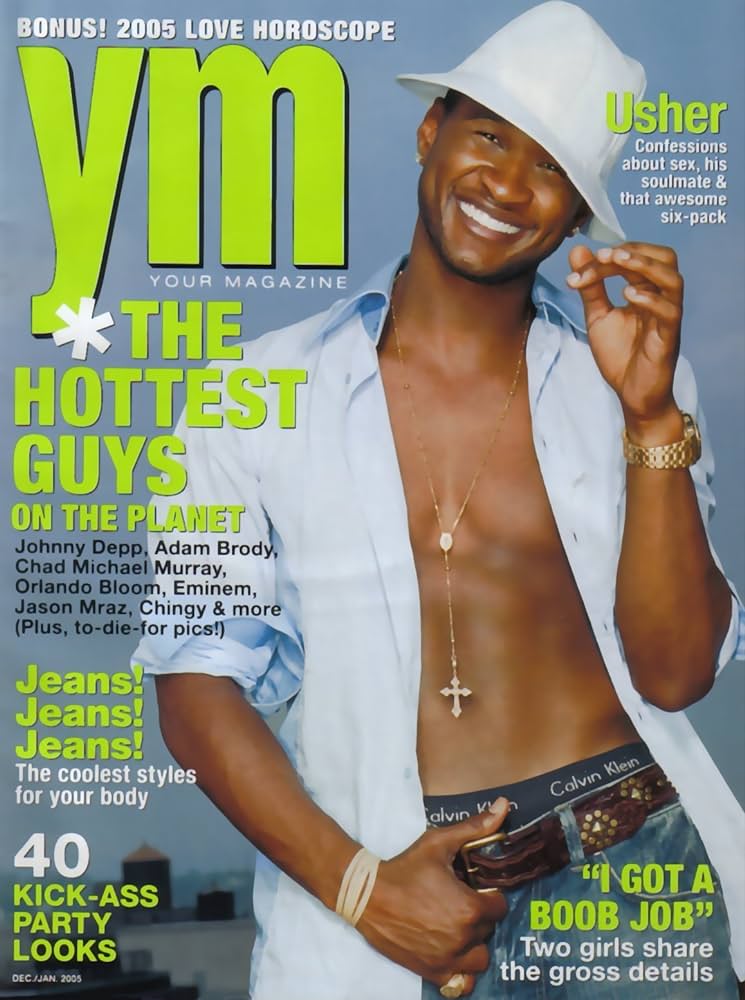 BONUS! 2005 LOVE HOROSCOPE
ym
YOUR MAGAZINE
Usher
Confessions
about sex, his
soulmate &
that awesome
six-pack
*THE
HOTTEST
GUYS
ON THE PLANET
Johnny Depp, Adam Brody,
Chad Michael Murray,
Orlando Bloom, Eminem,
Jason Mraz, Chingy & more
(Plus, to-die-for pics!)
Jeans!
Jeans!
Jeans!
The coolest styles
for your body
40
KICK-ASS
PARTY
LOOKS
DEC./JAN. 2005
Calvin Klein Calvin Klein
“I GOT A
BOOB JOB”
Two girls share
the gross details